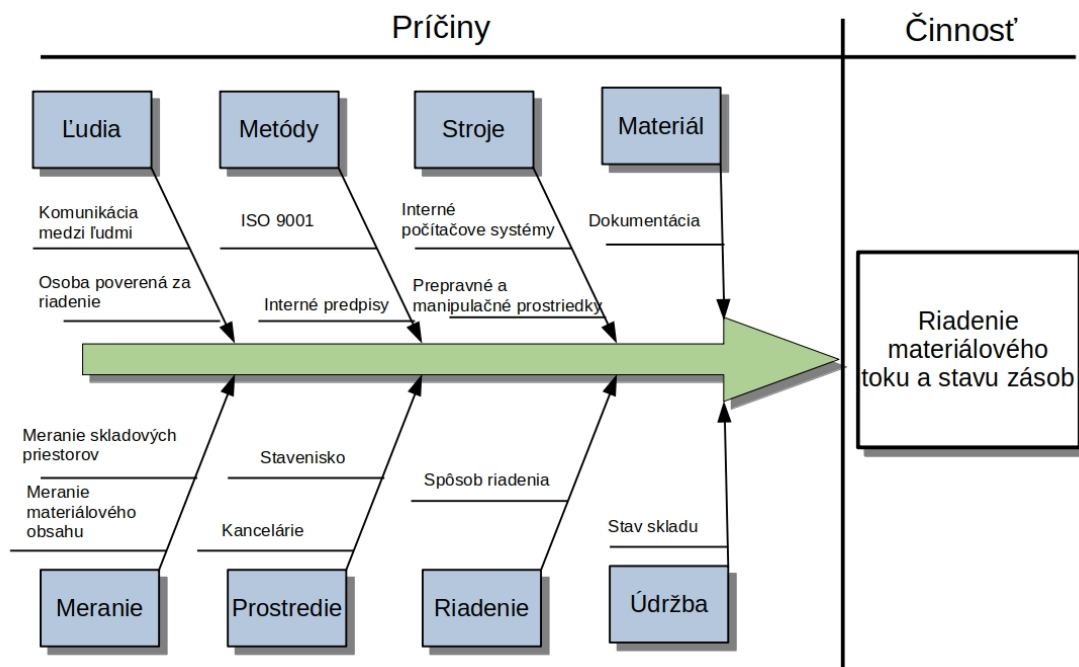 Príčiny
Činnosť
Ľudia
Metódy
Stroje
Materiál
Komunikácia
medzi ľudmi
Osoba poverená za
riadenie
ISO 9001
Interné predpisy
Interné
počítačove systémy
Prepravné a
manipulačné prostriedky
Dokumentácia
Riadenie
materiálového
toku a stavu zásob
Meranie skladových
priestorov
Meranie
materiálového
obsahu
Stavenisko
Kancelárie
Spôsob riadenia
Stav skladu
Meranie
Prostredie
Riadenie
Údržba